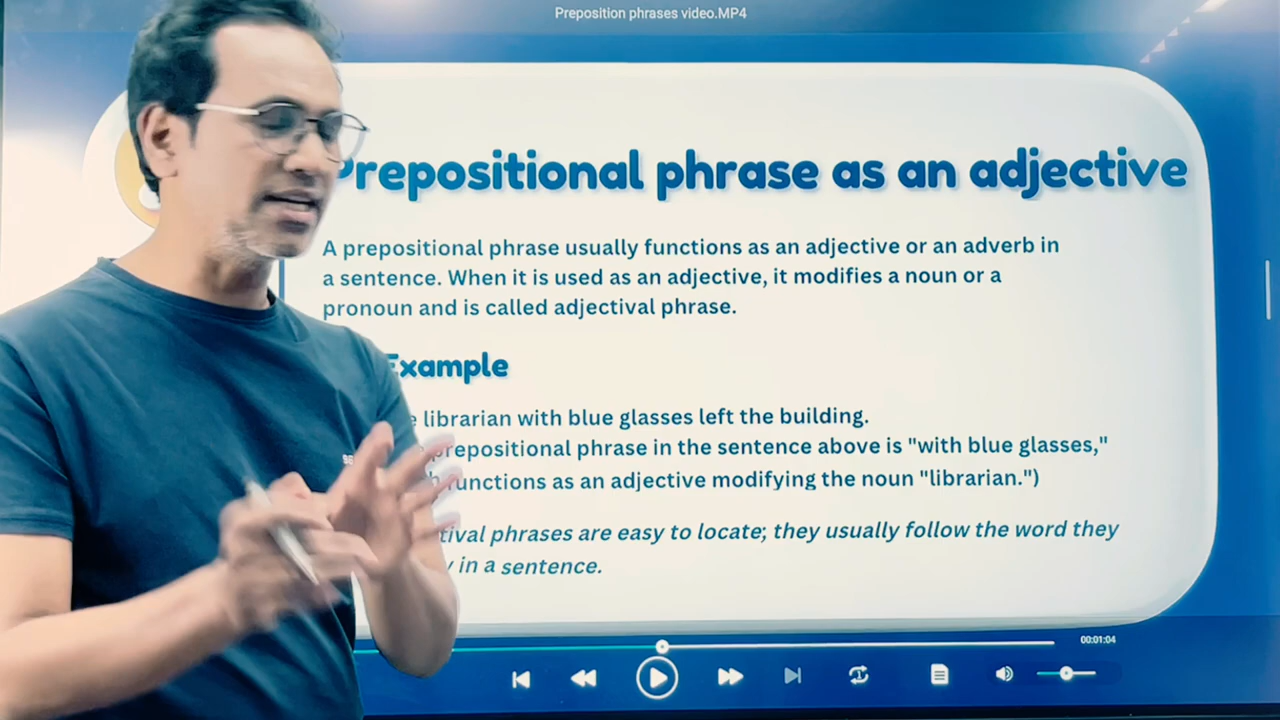 Preposition phrases video.MP4
Prepositional phrase as an adjective
A prepositional phrase usually functions as an adjective or an adverb in
a sentence. When it is used as an adjective, it modifies a noun or a
pronoun and is called adjectival phrase.
Example
librarian with blue glasses left the building.
prepositional phrase in the sentence above is "with blue glasses,"
functions as an adjective modifying the noun "librarian.")
phrases are easy to locate; they usually follow the word they
in a sentence.
00:01:04